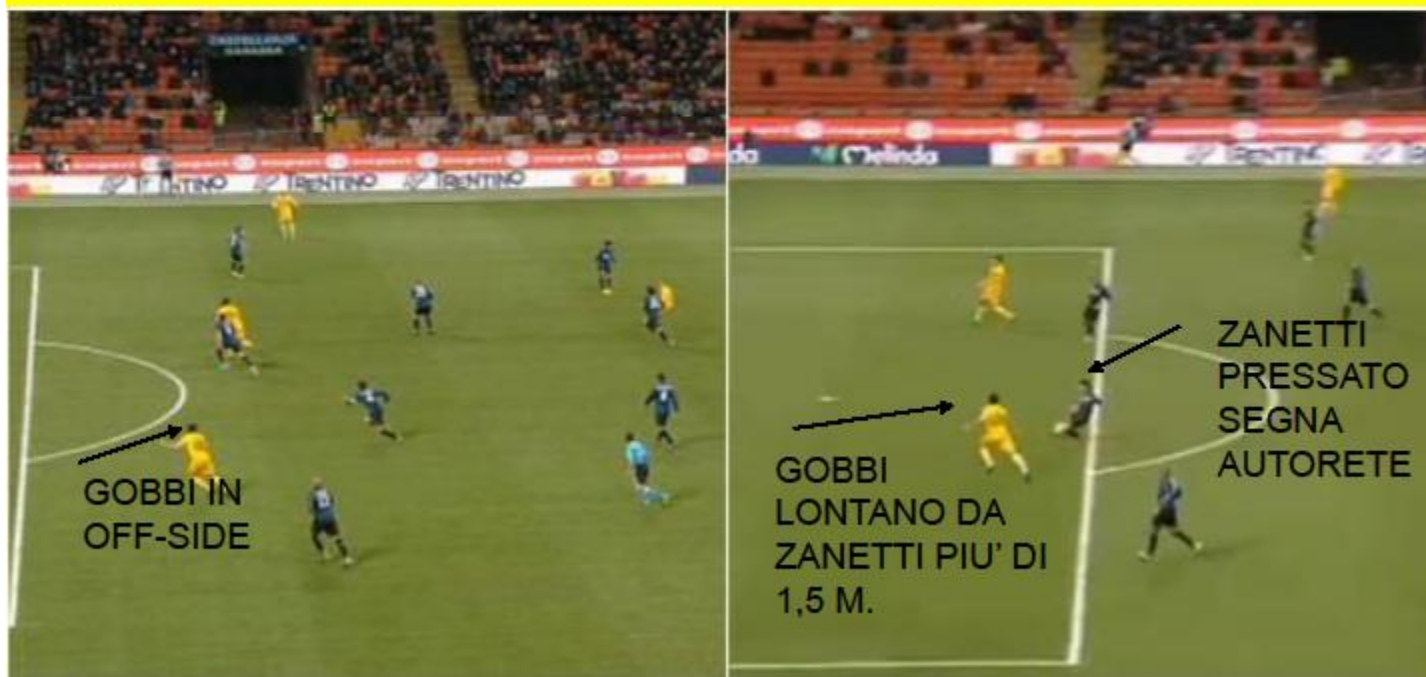 TRENTINO
TRENTINO
GOBBI IN
OFF-SIDE
Melinda
TRENTINO
GOBBI
LONTANO DA
ZANETTI PIU' DI
1,5 M.
ZANETTI
PRESSATO
SEGNA
AUTORETE